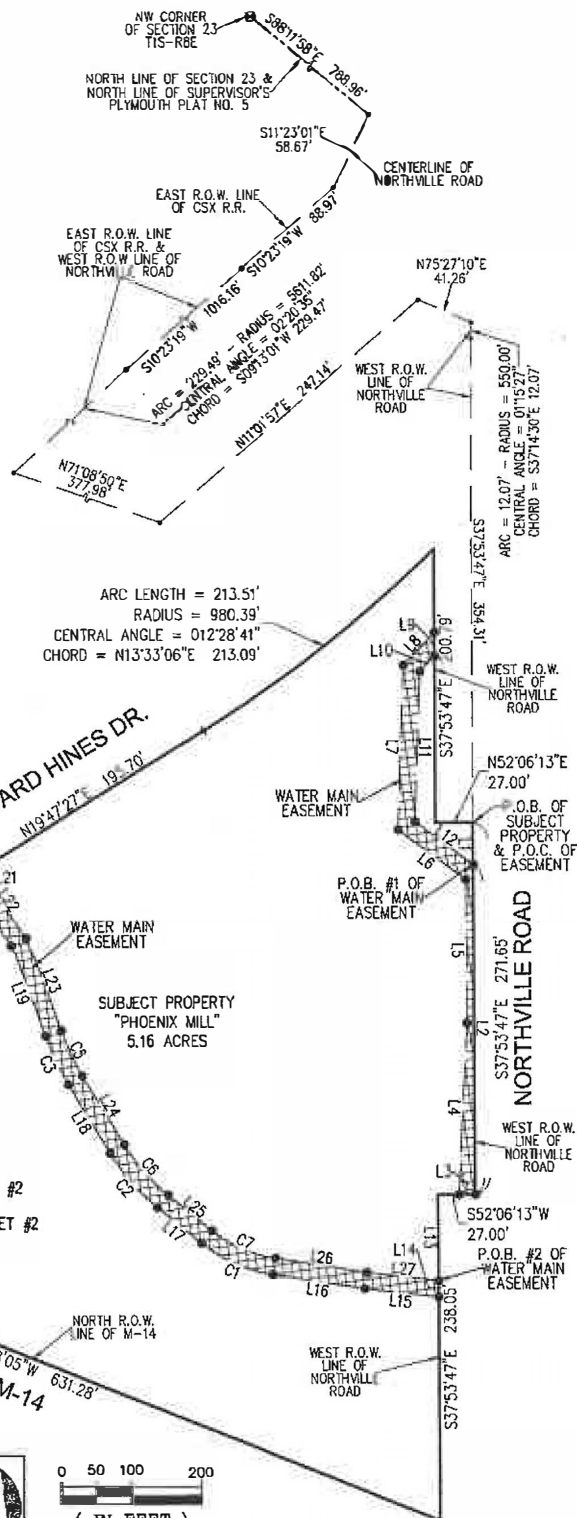 NW CORNER
OF SECTION 23
T1S-R8E
S88°11'58"E 788.96'
NORTH LINE OF SECTION 23 &
NORTH LINE OF SUPERVISOR'S
PLYMOUTH PLAT NO. 5
S11°23'01"E
58.67'
CENTERLINE OF
NORTHVILLE ROAD
EAST R.O.W. LINE
OF CSX R.R.
S10°23'19"W 88.97'
EAST R.O.W. LINE
OF CSX R.R. &
WEST R.O.W. LINE OF
NORTHVILLE ROAD
S10°23'19"W 1016.16'
ARC = 229.49' - RADIUS = 5611.82'
CENTRAL ANGLE = 02°20'35"
CHORD = S09°13'01"W 229.47'
N75°27'10"E
41.26'
WEST R.O.W.
LINE OF
NORTHVILLE
ROAD
ARC = 12.07' - RADIUS = 550.00'
CENTRAL ANGLE = 01°15'27"
CHORD = S37°14'30"E 12.07'
N11°01'57"E 247.14'
N71°08'50"E
377.98'
S37°53'47"E 354.31'
ARC LENGTH = 213.51'
RADIUS = 980.39'
CENTRAL ANGLE = 012°28'41"
CHORD = N13°33'06"E 213.09'
L9
L8
L10
S37°53'47"E
WEST R.O.W.
LINE OF
NORTHVILLE
ROAD
L7
L11
ARD HINES DR.
N19°47'27"E
WATER MAIN
EASEMENT
N52°06'13"E
27.00'
P.O.B. OF
SUBJECT
PROPERTY
& P.O.C. OF
EASEMENT
L6
P.O.B. #1 OF
WATER MAIN
EASEMENT
L21
L22
WATER MAIN
EASEMENT
L19
L23
L5
L2
S37°53'47"E 271.65'
NORTHVILLE ROAD
SUBJECT PROPERTY
"PHOENIX MILL"
5.16 ACRES
C3
C5
L18
L24
L4
WEST R.O.W.
LINE OF
NORTHVILLE
ROAD
C2
C6
#2
ET #2
L17
L25
S52°06'13"W
27.00'
C1
C7
L13
L26
L14
L27
P.O.B. #2 OF
WATER MAIN
EASEMENT
L16
L15
NORTH R.O.W.
LINE OF M-14
05"W 631.28'
M-14
WEST R.O.W.
LINE OF
NORTHVILLE
ROAD
S37°53'47"E 238.05'
0 50 100 200
( IN FEET )